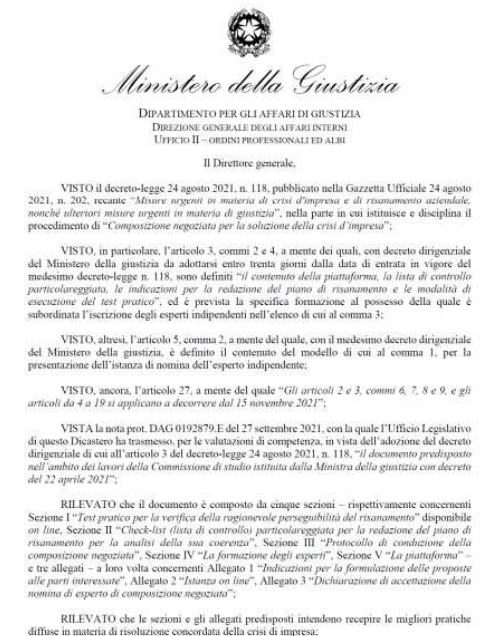 Ministero della Giustizia
DIPARTIMENTO PER GLI AFFARI DI GIUSTIZIA
DIREZIONE GENERALE DEGLI AFFARI INTERNI
UFFICIO II – ORDINI PROFESSIONALI ED ALBI
Il Direttore generale,
VISTO il decreto-legge 24 agosto 2021, n. 118, pubblicato nella Gazzetta Ufficiale 24 agosto
2021, n. 202, recante “Misure urgenti in materia di crisi d'impresa e di risanamento aziendale,
nonché ulteriori misure urgenti in materia di giustizia”, nella parte in cui istituisce e disciplina il
procedimento di “Composizione negoziata per la soluzione della crisi d’impresa”;
VISTO, in particolare, l’articolo 3, commi 2 e 4, a mente dei quali, con decreto dirigenziale
del Ministero della giustizia da adottarsi entro trenta giorni dalla data di entrata in vigore del
medesimo decreto-legge n. 118, sono definiti “il contenuto della piattaforma, la lista di controllo
particolareggiata, le indicazioni per la redazione del piano di risanamento e le modalità di
esecuzione del test pratico”, ed è prevista la specifica formazione al possesso della quale è
subordinata l’iscrizione degli esperti indipendenti nell’elenco di cui al comma 3;
VISTO, altresì, l’articolo 5, comma 2, a mente del quale, con il medesimo decreto dirigenziale
del Ministero della giustizia, è definito il contenuto del modello di cui al comma 1, per la
presentazione dell’istanza di nomina dell’esperto indipendente;
VISTO, ancora, l’articolo 27, a mente del quale “Gli articoli 2 e 3, commi 6, 7, 8 e 9, e gli
articoli da 4 a 19 si applicano a decorrere dal 15 novembre 2021”;
VISTA la nota prot. DAG 0192879.E del 27 settembre 2021, con la quale l’Ufficio Legislativo
di questo Dicastero ha trasmesso, per le valutazioni di competenza, in vista dell’adozione del decreto
dirigenziale di cui all’articolo 3 del decreto-legge 24 agosto 2021, n. 118, “il documento predisposto
nell’ambito dei lavori della Commissione di studio istituita dalla Ministra della giustizia con decreto
del 22 aprile 2021”;
RILEVATO che il documento è composto da cinque sezioni – rispettivamente concernenti
Sezione I “Test pratico per la verifica della ragionevole perseguibilità del risanamento” disponibile
on line, Sezione II “Check-list (lista di controllo) particolareggiata per la redazione del piano di
risanamento per la analisi della sua coerenza”, Sezione III “Protocollo di conduzione della
composizione negoziata”, Sezione IV “La formazione degli esperti”, Sezione V “La piattaforma” –
e tre allegati – a loro volta concernenti Allegato 1 “Indicazioni per la formulazione delle proposte
alle parti interessate”, Allegato 2 “Istanza on line”, Allegato 3 “Dichiarazione di accettazione della
nomina di esperto di composizione negoziata”;
RILEVATO che le sezioni e gli allegati predisposti intendono recepire le migliori pratiche
diffuse in materia di risoluzione concordata della crisi di impresa;